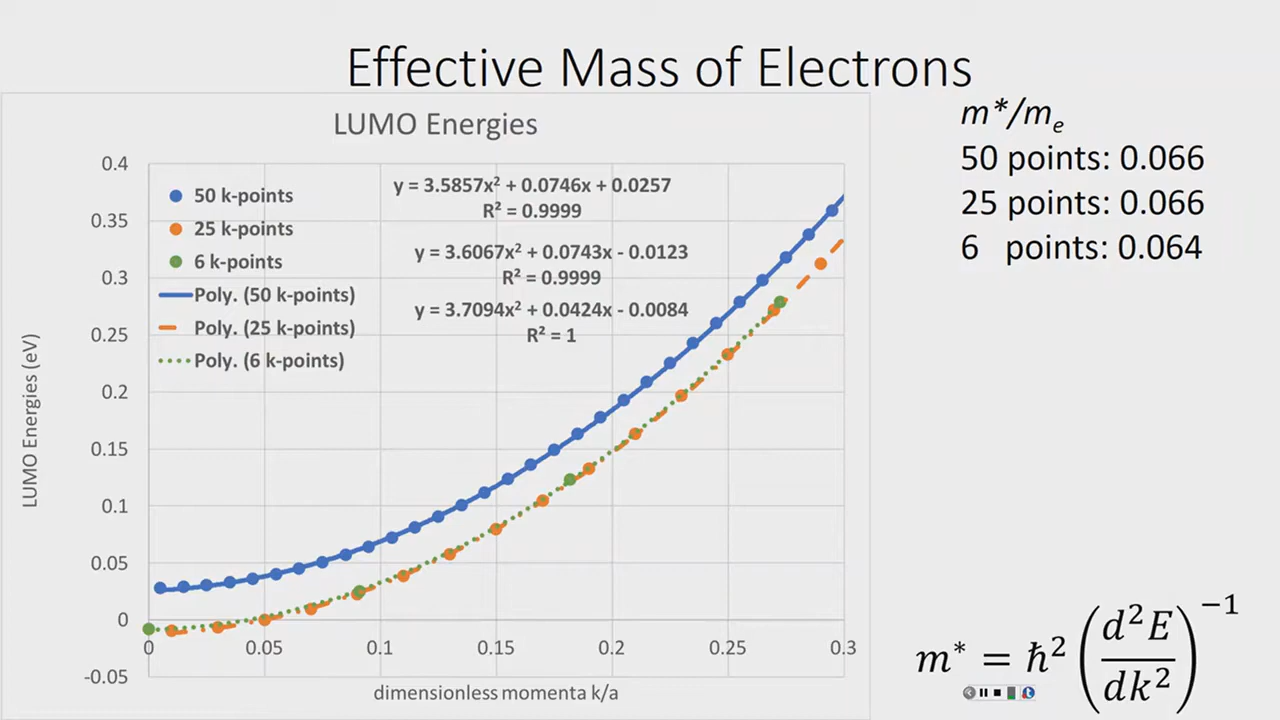 Effective Mass of Electrons
LUMO Energies
m*/mₑ
50 points: 0.066
25 points: 0.066
6 points: 0.064
50 k-points
25 k-points
6 k-points
Poly. (50 k-points)
Poly. (25 k-points)
Poly. (6 k-points)
y = 3.5857x² + 0.0746x + 0.0257
R² = 0.9999
y = 3.6067x² + 0.0743x - 0.0123
R² = 0.9999
y = 3.7094x² + 0.0424x - 0.0084
R² = 1
LUMO Energies (eV)
0.4
0.35
0.3
0.25
0.2
0.15
0.1
0.05
0
-0.05
0 0.05 0.1 0.15 0.2 0.25 0.3
dimensionless momenta k/a
m* = ħ² (d²E/dk²)⁻¹